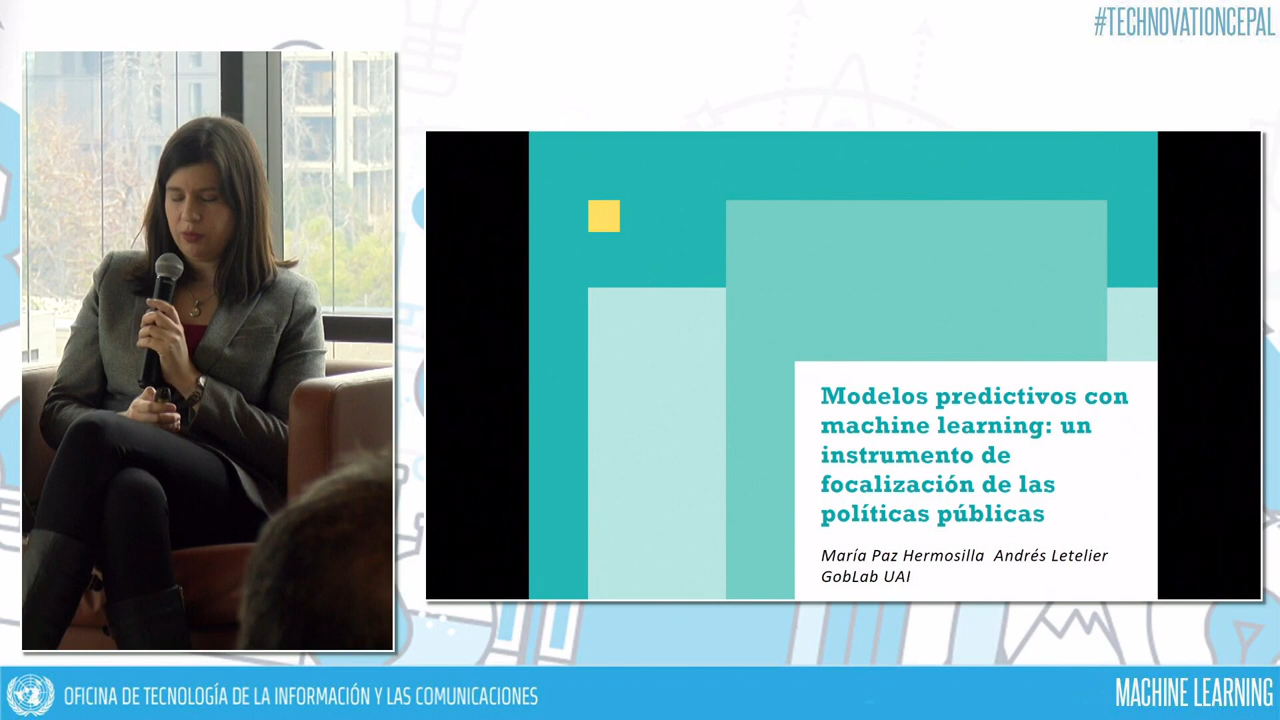 #TECHNOVATIONCEPAL
Modelos predictivos con
machine learning: un
instrumento de
focalización de las
políticas públicas
María Paz Hermosilla Andrés Letelier
GobLab UAI
OFICINA DE TECNOLOGÍA DE LA INFORMACIÓN Y LAS COMUNICACIONES
MACHINE LEARNING